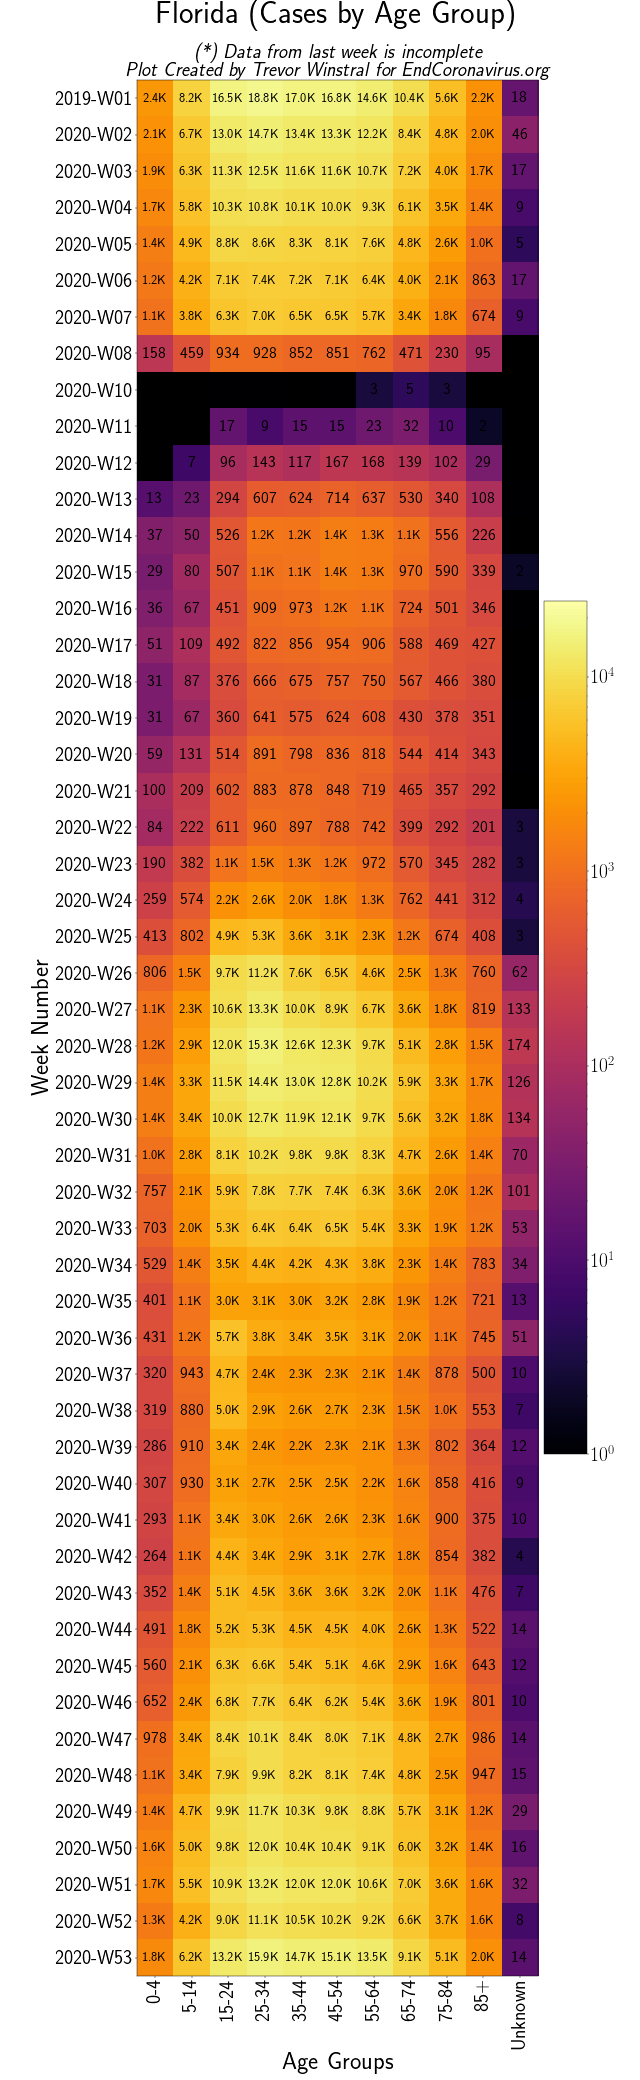 Florida (Cases by Age Group)
(*) Data from last week is incomplete
Plot Created by Trevor Winstral for EndCoronavirus.org
2019-W01 2.4K 8.2K 16.5K 18.8K 17.0K 16.8K 14.6K 10.4K 5.6K 2.2K 18
2020-W02 2.1K 6.7K 13.0K 14.7K 13.4K 13.3K 12.2K 8.4K 4.8K 2.0K 46
2020-W03 1.9K 6.3K 11.3K 12.5K 11.6K 11.6K 10.7K 7.2K 4.0K 1.7K 17
2020-W04 1.7K 5.8K 10.3K 10.8K 10.1K 10.0K 9.3K 6.1K 3.5K 1.4K 9
2020-W05 1.4K 4.9K 8.8K 8.6K 8.3K 8.1K 7.6K 4.8K 2.6K 1.0K 5
2020-W06 1.2K 4.2K 7.1K 7.4K 7.2K 7.1K 6.4K 4.0K 2.1K 863 17
2020-W07 1.1K 3.8K 6.3K 7.0K 6.5K 6.5K 5.7K 3.4K 1.8K 674 9
2020-W08 158 459 934 928 852 851 762 471 230 95
2020-W10 3 5 3
2020-W11 17 9 15 15 23 32 10 2
2020-W12 7 96 143 117 167 168 139 102 29
2020-W13 13 23 294 607 624 714 637 530 340 108
2020-W14 37 50 526 1.2K 1.2K 1.4K 1.3K 1.1K 556 226
2020-W15 29 80 507 1.1K 1.1K 1.4K 1.3K 970 590 339 2
2020-W16 36 67 451 909 973 1.2K 1.1K 724 501 346
2020-W17 51 109 492 822 856 954 906 588 469 427
2020-W18 31 87 376 666 675 757 750 567 466 380
2020-W19 31 67 360 641 575 624 608 430 378 351
2020-W20 59 131 514 891 798 836 818 544 414 343
2020-W21 100 209 602 883 878 848 719 465 357 292
2020-W22 84 222 611 960 897 788 742 399 292 201 3
2020-W23 190 382 1.1K 1.5K 1.3K 1.2K 972 570 345 282 3
2020-W24 259 574 2.2K 2.6K 2.0K 1.8K 1.3K 762 441 312 4
2020-W25 413 802 4.9K 5.3K 3.6K 3.1K 2.3K 1.2K 674 408 3
2020-W26 806 1.5K 9.7K 11.2K 7.6K 6.5K 4.6K 2.5K 1.3K 760 62
2020-W27 1.1K 2.3K 10.6K 13.3K 10.0K 8.9K 6.7K 3.6K 1.8K 819 133
2020-W28 1.2K 2.9K 12.0K 15.3K 12.6K 12.3K 9.7K 5.1K 2.8K 1.5K 174
2020-W29 1.4K 3.3K 11.5K 14.4K 13.0K 12.8K 10.2K 5.9K 3.3K 1.7K 126
2020-W30 1.4K 3.4K 10.0K 12.7K 11.9K 12.1K 9.7K 5.6K 3.2K 1.8K 134
2020-W31 1.0K 2.8K 8.1K 10.2K 9.8K 9.8K 8.3K 4.7K 2.6K 1.4K 70
2020-W32 757 2.1K 5.9K 7.8K 7.7K 7.4K 6.3K 3.6K 2.0K 1.2K 101
2020-W33 703 2.0K 5.3K 6.4K 6.4K 6.5K 5.4K 3.3K 1.9K 1.2K 53
2020-W34 529 1.4K 3.5K 4.4K 4.2K 4.3K 3.8K 2.3K 1.4K 783 34
2020-W35 401 1.1K 3.0K 3.1K 3.0K 3.2K 2.8K 1.9K 1.2K 721 13
2020-W36 431 1.2K 5.7K 3.8K 3.4K 3.5K 3.1K 2.0K 1.1K 745 51
2020-W37 320 943 4.7K 2.4K 2.3K 2.3K 2.1K 1.4K 878 500 10
2020-W38 319 880 5.0K 2.9K 2.6K 2.7K 2.3K 1.5K 1.0K 553 7
2020-W39 286 910 3.4K 2.4K 2.2K 2.3K 2.1K 1.3K 802 364 12
2020-W40 307 930 3.1K 2.7K 2.5K 2.5K 2.2K 1.6K 858 416 9
2020-W41 293 1.1K 3.4K 3.0K 2.6K 2.6K 2.3K 1.6K 900 375 10
2020-W42 264 1.1K 4.4K 3.4K 2.9K 3.1K 2.7K 1.8K 854 382 4
2020-W43 352 1.4K 5.1K 4.5K 3.6K 3.6K 3.2K 2.0K 1.1K 476 7
2020-W44 491 1.8K 5.2K 5.3K 4.5K 4.5K 4.0K 2.6K 1.3K 522 14
2020-W45 560 2.1K 6.3K 6.6K 5.4K 5.1K 4.6K 2.9K 1.6K 643 12
2020-W46 652 2.4K 6.8K 7.7K 6.4K 6.2K 5.4K 3.6K 1.9K 801 10
2020-W47 978 3.4K 8.4K 10.1K 8.4K 8.0K 7.1K 4.8K 2.7K 986 14
2020-W48 1.1K 3.4K 7.9K 9.9K 8.2K 8.1K 7.4K 4.8K 2.5K 947 15
2020-W49 1.4K 4.7K 9.9K 11.7K 10.3K 9.8K 8.8K 5.7K 3.1K 1.2K 29
2020-W50 1.6K 5.0K 9.8K 12.0K 10.4K 10.4K 9.1K 6.0K 3.2K 1.4K 16
2020-W51 1.7K 5.5K 10.9K 13.2K 12.0K 12.0K 10.6K 7.0K 3.6K 1.6K 32
2020-W52 1.3K 4.2K 9.0K 11.1K 10.5K 10.2K 9.2K 6.6K 3.7K 1.6K 8
2020-W53 1.8K 6.2K 13.2K 15.9K 14.7K 15.1K 13.5K 9.1K 5.1K 2.0K 14
0-4 5-14 15-24 25-34 35-44 45-54 55-64 65-74 75-84 85+ Unknown
Age Groups
Week Number
10⁴
10³
10²
10¹
10⁰